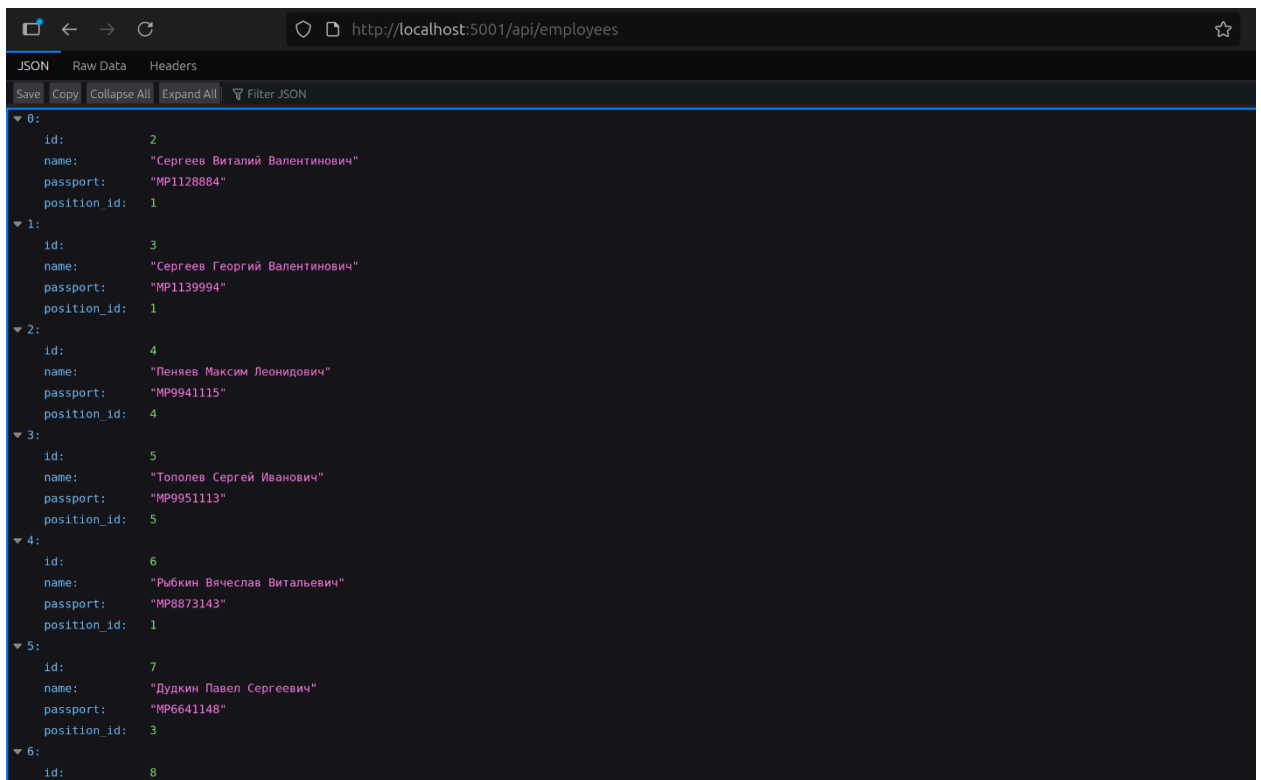 http://localhost:5001/api/employees
JSON Raw Data Headers
Save Copy Collapse All Expand All Filter JSON
0:
id: 2
name: "Сергеев Виталий Валентинович"
passport: "MP1128884"
position_id: 1
1:
id: 3
name: "Сергеев Георгий Валентинович"
passport: "MP1139994"
position_id: 1
2:
id: 4
name: "Пеняев Максим Леонидович"
passport: "MP9941115"
position_id: 4
3:
id: 5
name: "Тополев Сергей Иванович"
passport: "MP9951113"
position_id: 5
4:
id: 6
name: "Рыбкин Вячеслав Витальевич"
passport: "MP8873143"
position_id: 1
5:
id: 7
name: "Дудкин Павел Сергеевич"
passport: "MP6641148"
position_id: 3
6:
id: 8